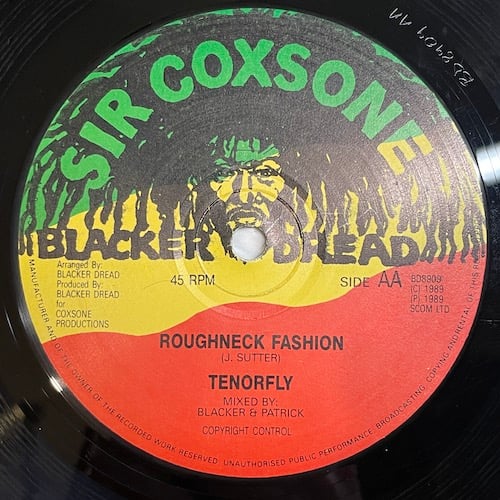 SIR COXSONE
BLACKER DREAD
Arranged By:
BLACKER DREAD
Produced By:
BLACKER DREAD
for
COXSONE
PRODUCTIONS
45 RPM
SIDE AA
BD8909
(C) 1989
(P) 1989
SCOM LTD
ROUGHNECK FASHION
(J. SUTTER)
TENORFLY
MIXED BY:
BLACKER & PATRICK
COPYRIGHT CONTROL
MANUFACTURER AND OF THE OWNER OF THE RECORDED WORK RESERVED, UNAUTHORISED PUBLIC PERFORMANCE, BROADCASTING, COPYING AND RENTAL OF THIS